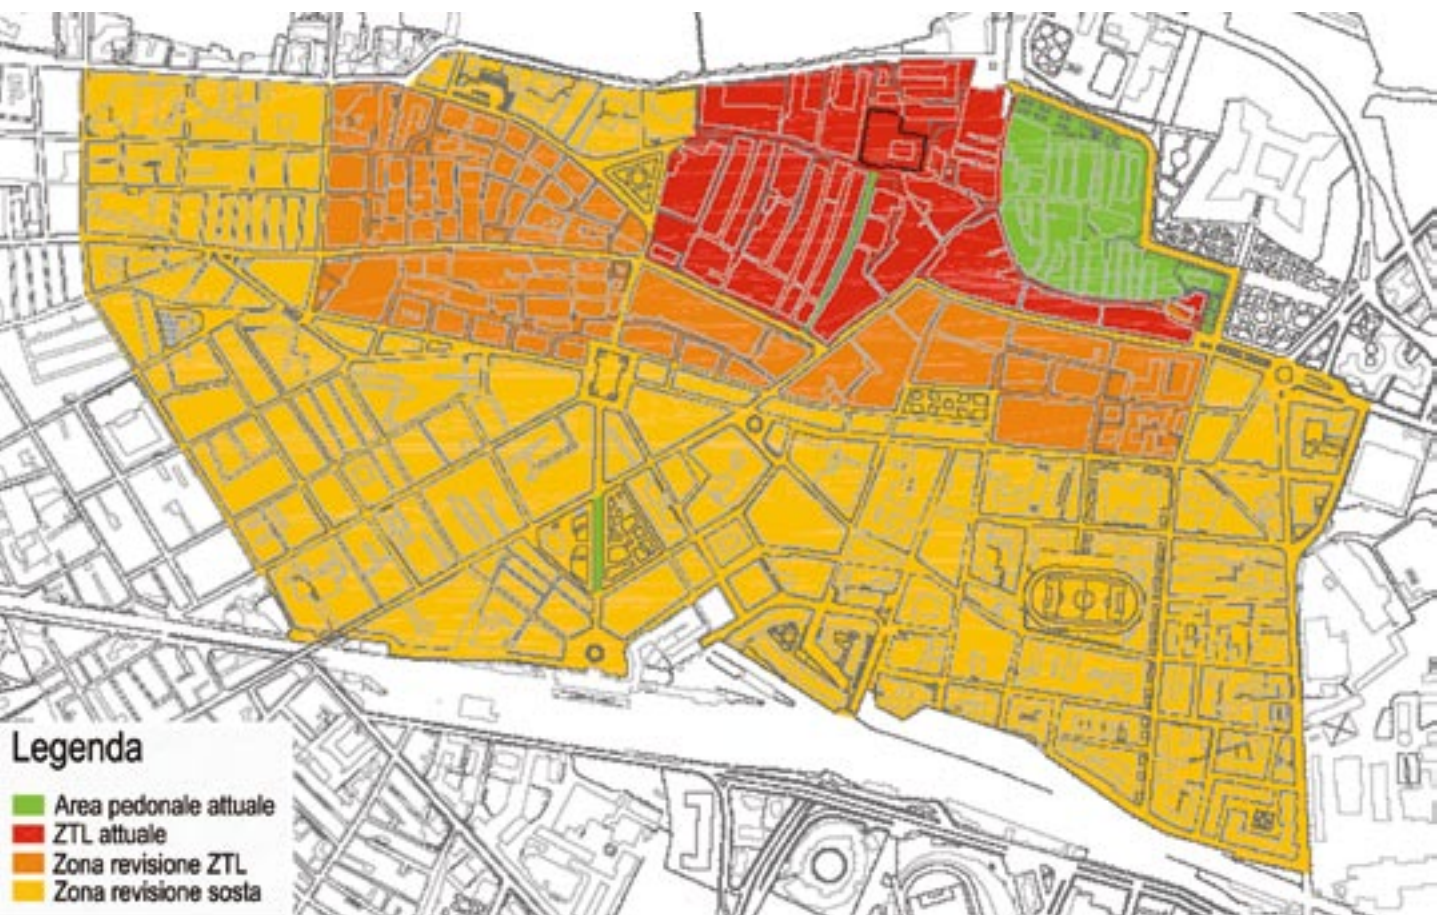 Legenda
Area pedonale attuale
ZTL attuale
Zona revisione ZTL
Zona revisione sosta